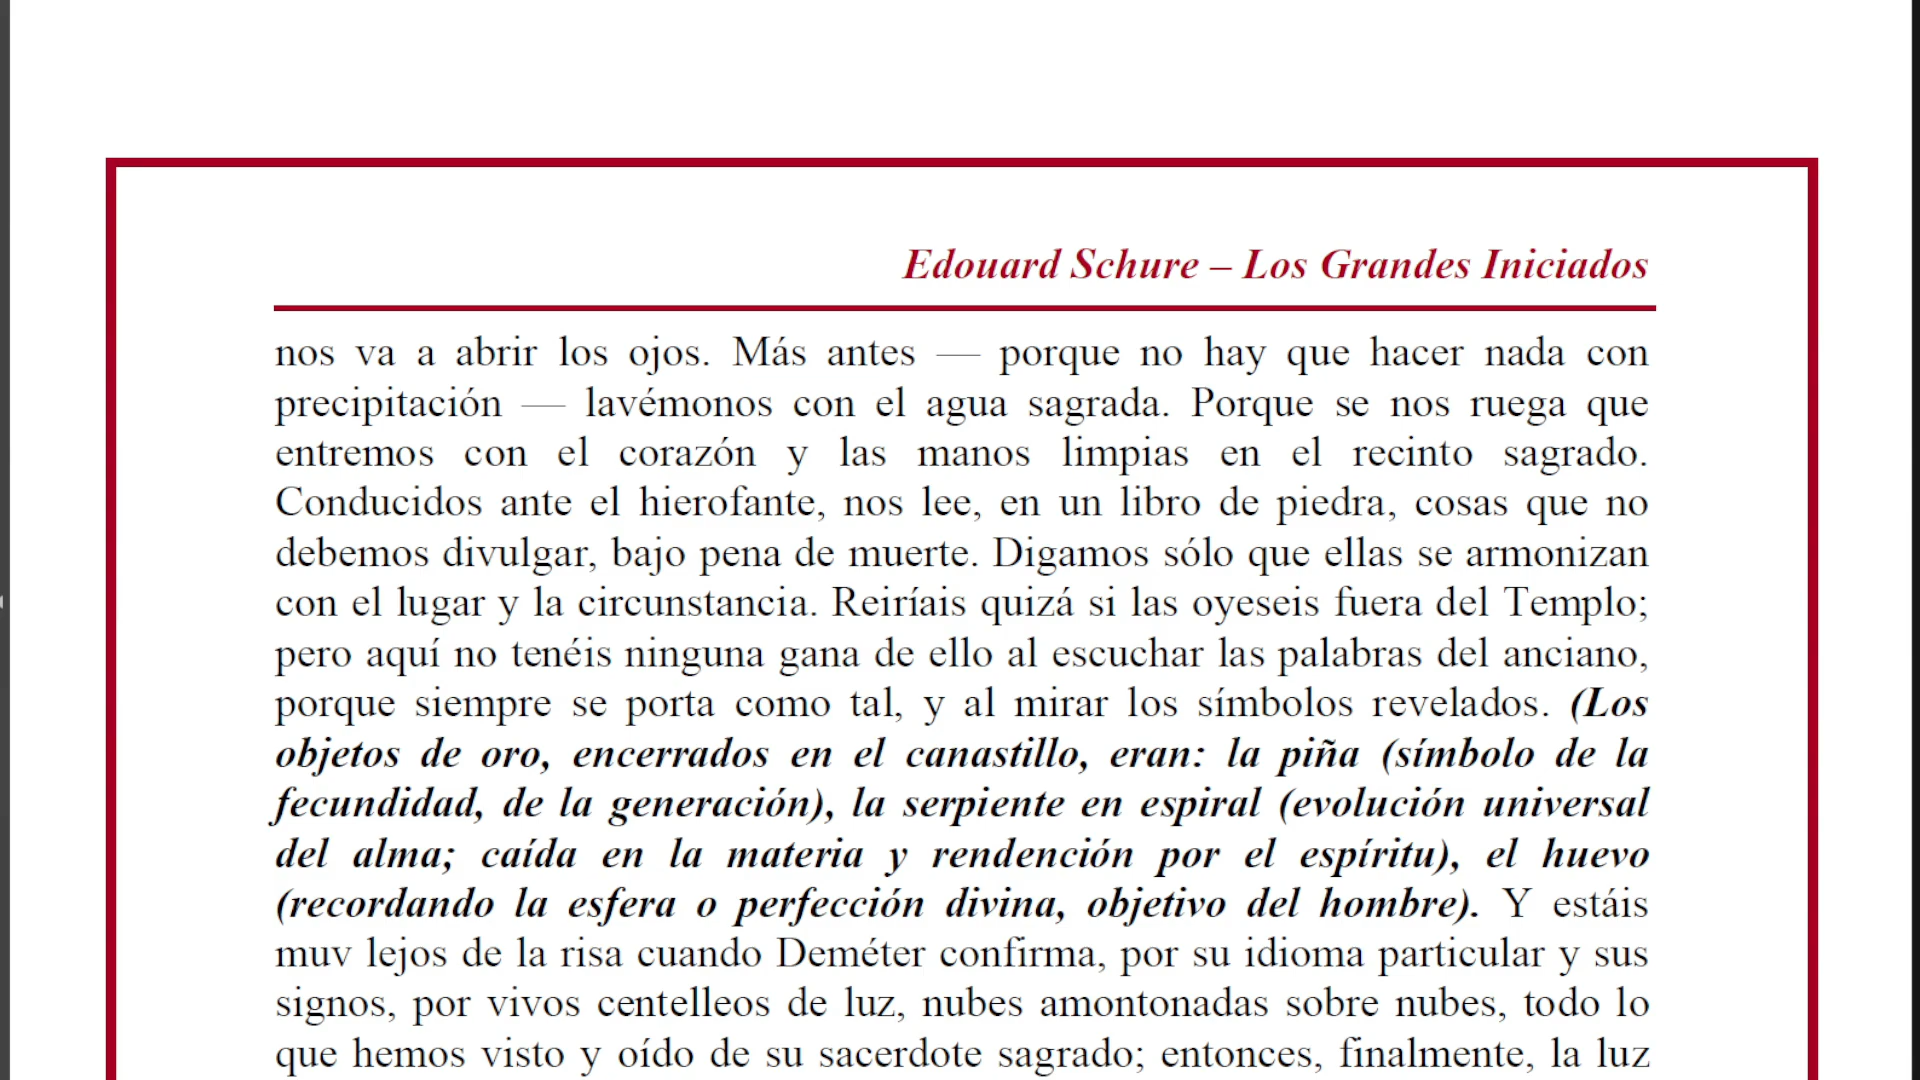 Edouard Schure – Los Grandes Iniciados
nos va a abrir los ojos. Más antes — porque no hay que hacer nada con
precipitación — lavémonos con el agua sagrada. Porque se nos ruega que
entremos con el corazón y las manos limpias en el recinto sagrado.
Conducidos ante el hierofante, nos lee, en un libro de piedra, cosas que no
debemos divulgar, bajo pena de muerte. Digamos sólo que ellas se armonizan
con el lugar y la circunstancia. Reiríais quizá si las oyeseis fuera del Templo;
pero aquí no tenéis ninguna gana de ello al escuchar las palabras del anciano,
porque siempre se porta como tal, y al mirar los símbolos revelados. (Los
objetos de oro, encerrados en el canastillo, eran: la piña (símbolo de la
fecundidad, de la generación), la serpiente en espiral (evolución universal
del alma; caída en la materia y rendención por el espíritu), el huevo
(recordando la esfera o perfección divina, objetivo del hombre). Y estáis
muv lejos de la risa cuando Deméter confirma, por su idioma particular y sus
signos, por vivos centelleos de luz, nubes amontonadas sobre nubes, todo lo
que hemos visto y oído de su sacerdote sagrado; entonces, finalmente, la luz